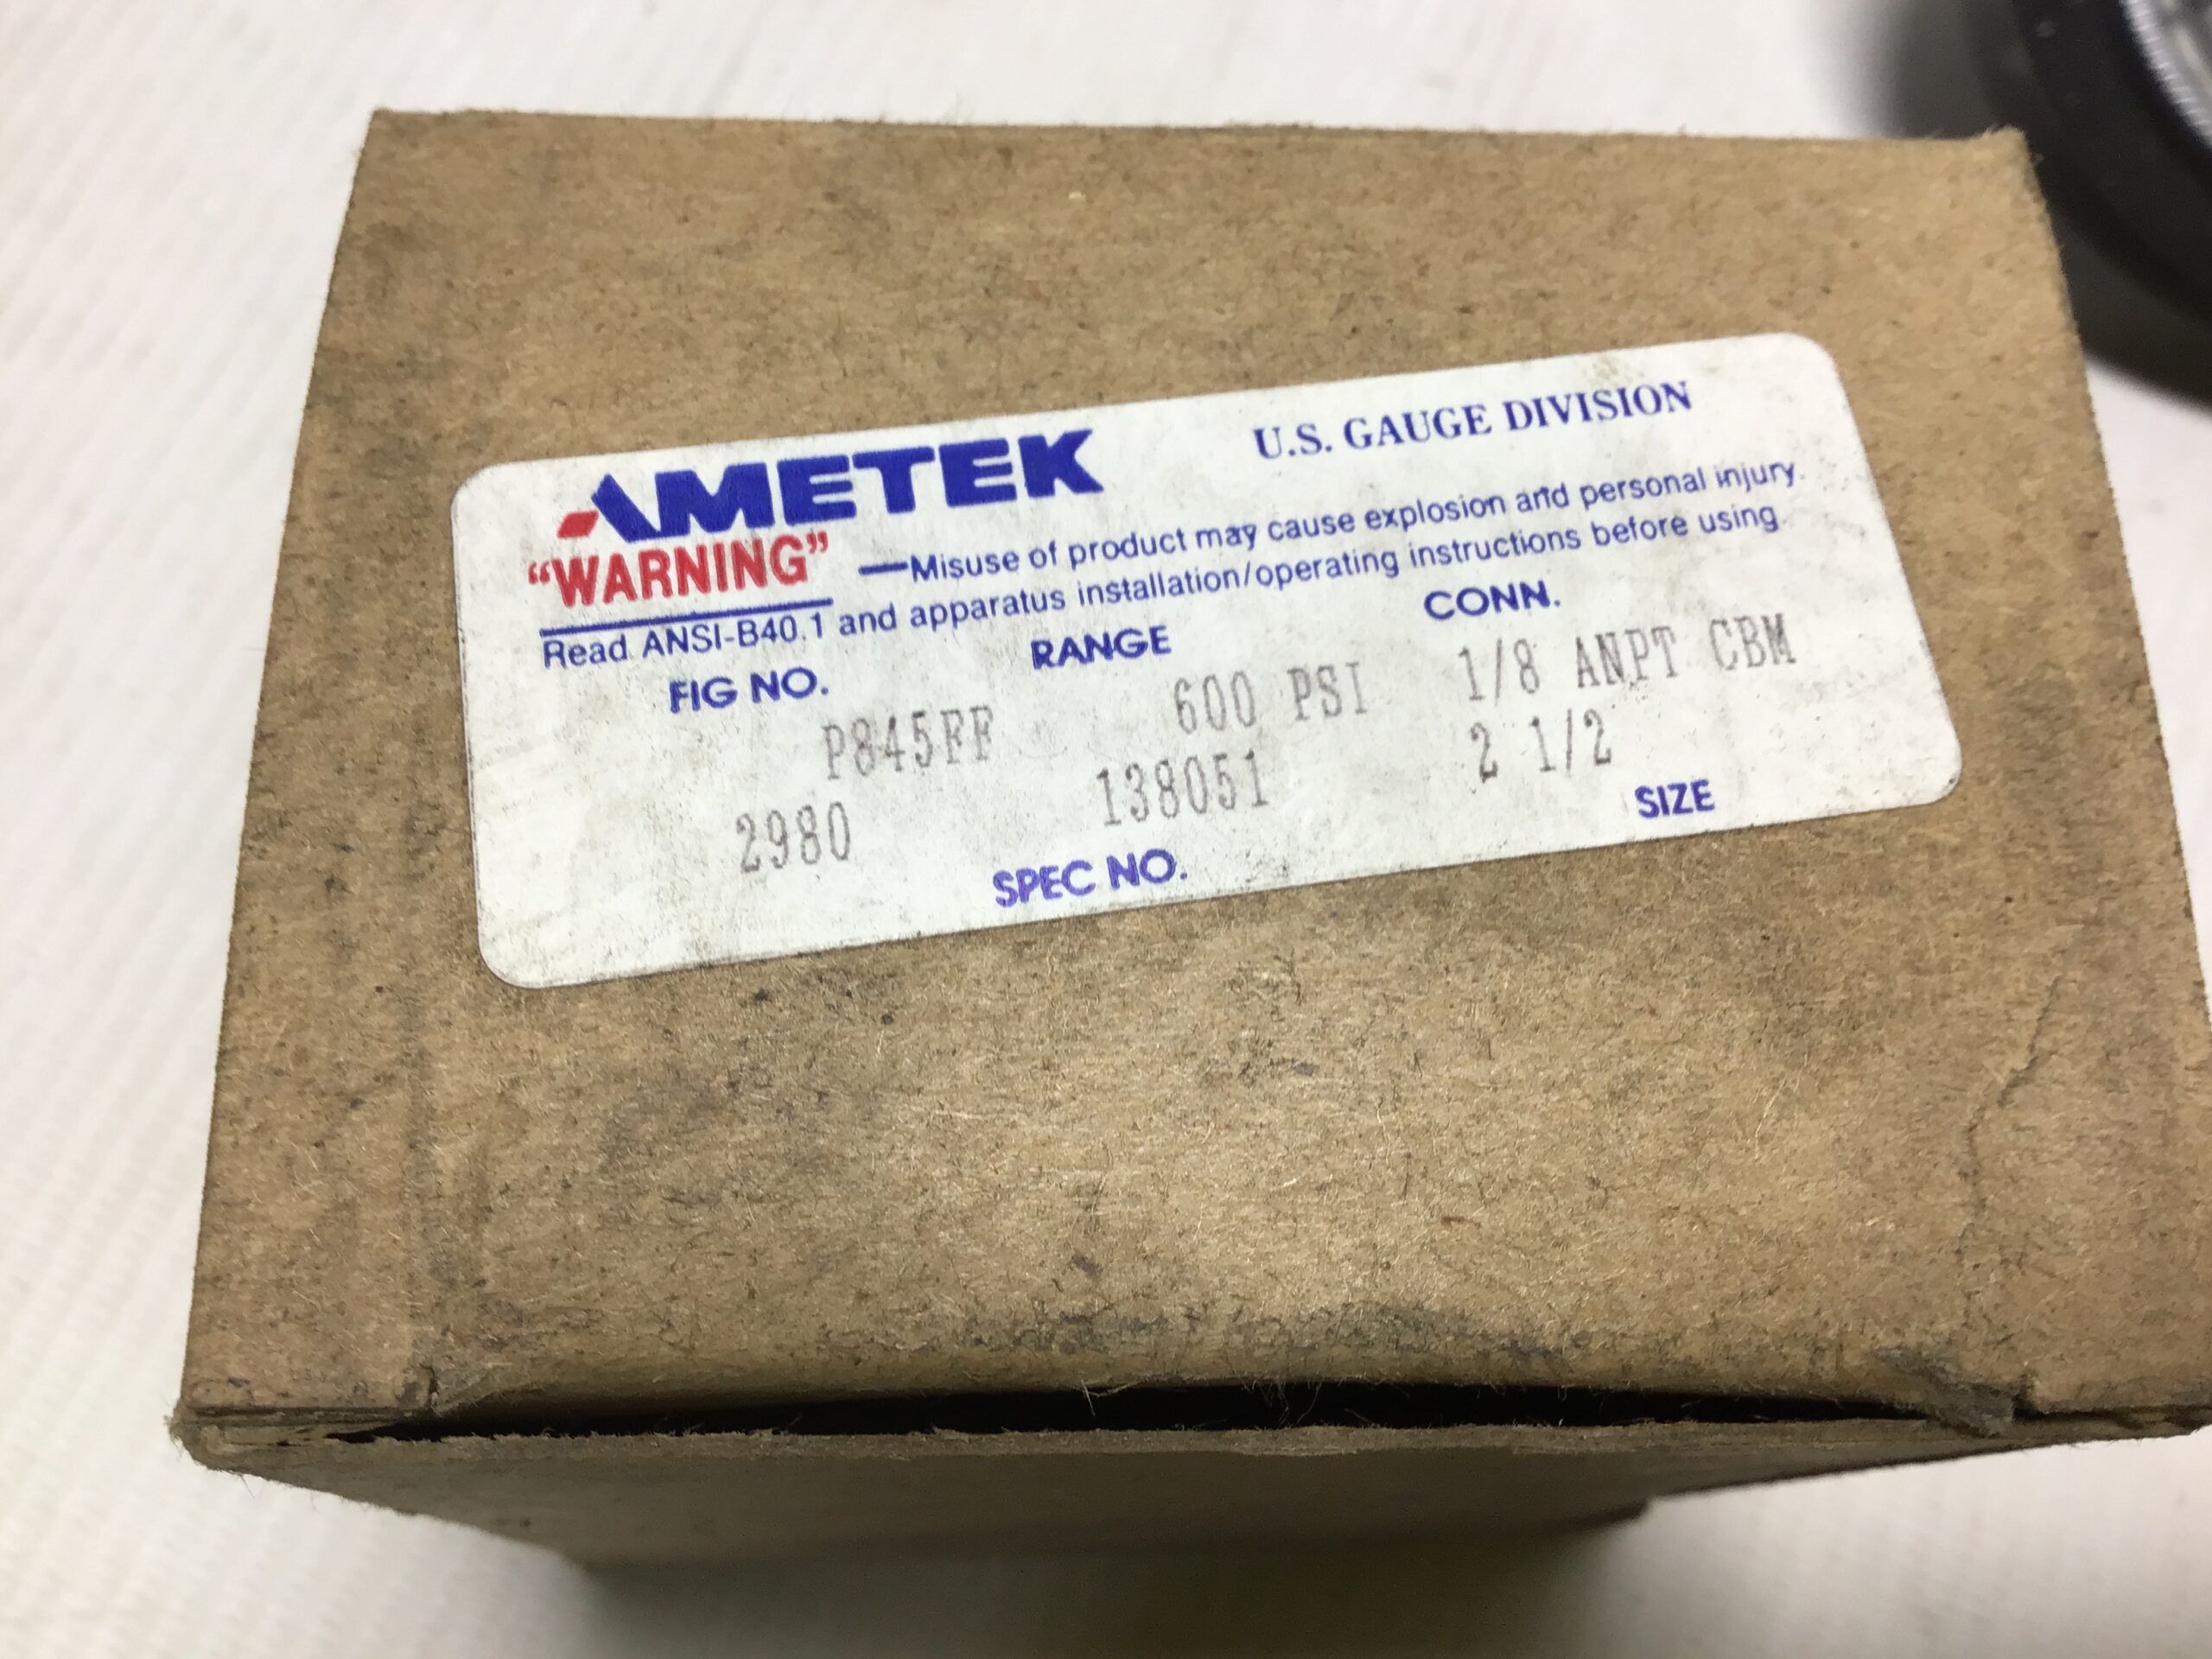 AMETEK U.S. GAUGE DIVISION
“WARNING” —Misuse of product may cause explosion and personal injury.
Read ANSI-B40.1 and apparatus installation/operating instructions before using.
FIG NO. RANGE CONN.
P845FF 600 PSI 1/8 ANPT CBM
2980 138051 2 1/2
SPEC NO. SIZE